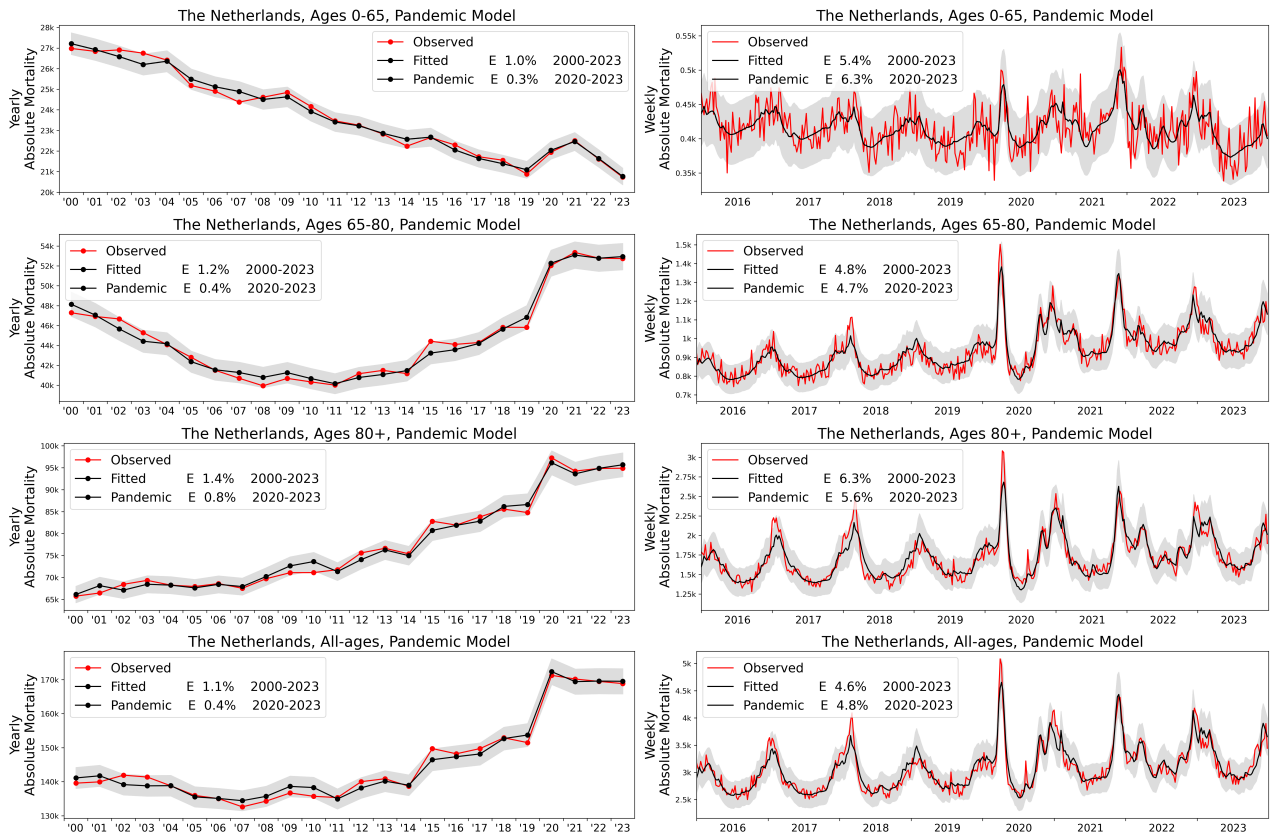 The Netherlands, Ages 0-65, Pandemic Model
Yearly
Absolute Mortality
28k
27k
26k
25k
24k
23k
22k
21k
20k
Observed
Fitted E 1.0% 2000-2023
Pandemic E 0.3% 2020-2023
'00 '01 '02 '03 '04 '05 '06 '07 '08 '09 '10 '11 '12 '13 '14 '15 '16 '17 '18 '19 '20 '21 '22 '23
The Netherlands, Ages 0-65, Pandemic Model
Weekly
Absolute Mortality
0.55k
0.5k
0.45k
0.4k
0.35k
Observed
Fitted E 5.4% 2000-2023
Pandemic E 6.3% 2020-2023
2016 2017 2018 2019 2020 2021 2022 2023
The Netherlands, Ages 65-80, Pandemic Model
Yearly
Absolute Mortality
54k
52k
50k
48k
46k
44k
42k
40k
Observed
Fitted E 1.2% 2000-2023
Pandemic E 0.4% 2020-2023
'00 '01 '02 '03 '04 '05 '06 '07 '08 '09 '10 '11 '12 '13 '14 '15 '16 '17 '18 '19 '20 '21 '22 '23
The Netherlands, Ages 65-80, Pandemic Model
Weekly
Absolute Mortality
1.5k
1.4k
1.3k
1.2k
1.1k
1k
0.9k
0.8k
0.7k
Observed
Fitted E 4.8% 2000-2023
Pandemic E 4.7% 2020-2023
2016 2017 2018 2019 2020 2021 2022 2023
The Netherlands, Ages 80+, Pandemic Model
Yearly
Absolute Mortality
100k
95k
90k
85k
80k
75k
70k
65k
Observed
Fitted E 1.4% 2000-2023
Pandemic E 0.8% 2020-2023
'00 '01 '02 '03 '04 '05 '06 '07 '08 '09 '10 '11 '12 '13 '14 '15 '16 '17 '18 '19 '20 '21 '22 '23
The Netherlands, Ages 80+, Pandemic Model
Weekly
Absolute Mortality
3k
2.75k
2.5k
2.25k
2k
1.75k
1.5k
1.25k
Observed
Fitted E 6.3% 2000-2023
Pandemic E 5.6% 2020-2023
2016 2017 2018 2019 2020 2021 2022 2023
The Netherlands, All-ages, Pandemic Model
Yearly
Absolute Mortality
170k
160k
150k
140k
130k
Observed
Fitted E 1.1% 2000-2023
Pandemic E 0.4% 2020-2023
'00 '01 '02 '03 '04 '05 '06 '07 '08 '09 '10 '11 '12 '13 '14 '15 '16 '17 '18 '19 '20 '21 '22 '23
The Netherlands, All-ages, Pandemic Model
Weekly
Absolute Mortality
5k
4.5k
4k
3.5k
3k
2.5k
Observed
Fitted E 4.6% 2000-2023
Pandemic E 4.8% 2020-2023
2016 2017 2018 2019 2020 2021 2022 2023